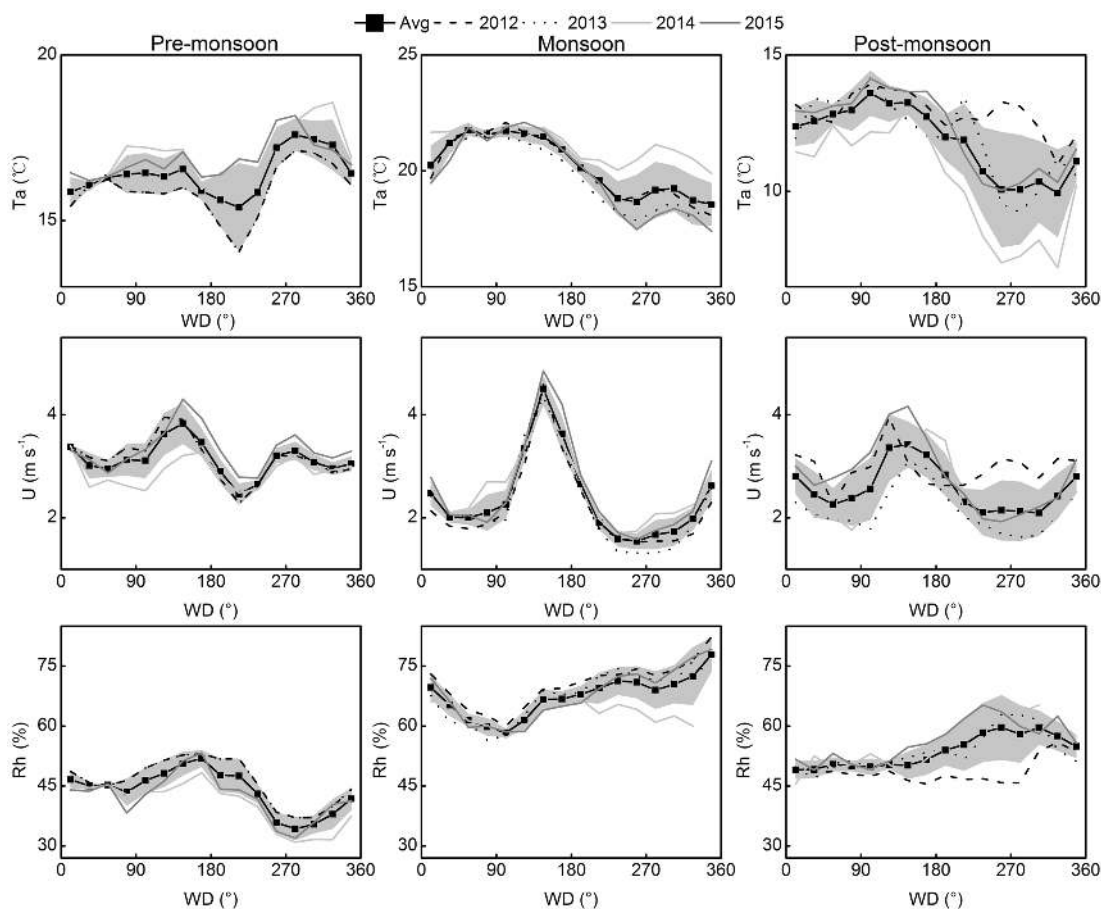 Avg 2012 2013 2014 2015
Pre-monsoon Monsoon Post-monsoon
20 25 15
Ta (℃) Ta (℃) Ta (℃)
15 20 10
15
0 90 180 270 360 0 90 180 270 360 0 90 180 270 360
WD (°) WD (°) WD (°)
U (m s⁻¹) U (m s⁻¹) U (m s⁻¹)
4 4 4
2 2 2
0 90 180 270 360 0 90 180 270 360 0 90 180 270 360
WD (°) WD (°) WD (°)
Rh (%) Rh (%) Rh (%)
75 75 75
60 60 60
45 45 45
30 30 30
0 90 180 270 360 0 90 180 270 360 0 90 180 270 360
WD (°) WD (°) WD (°)